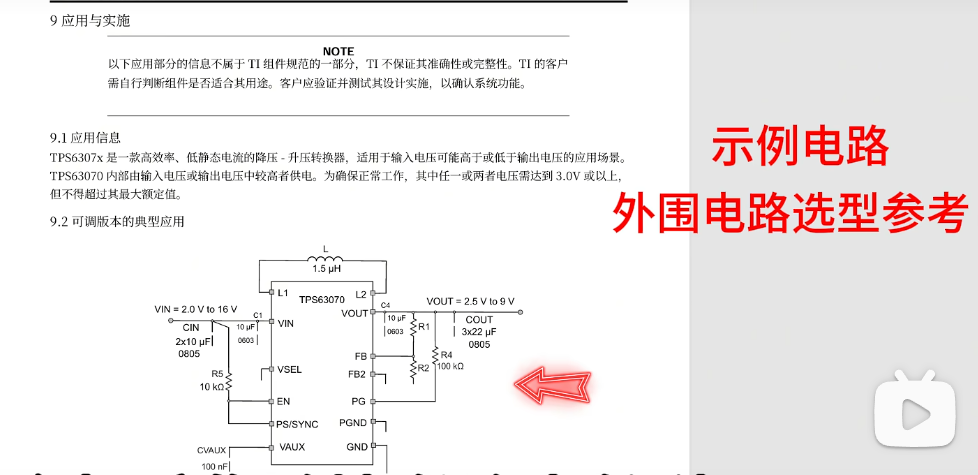 9 应用与实施
NOTE
以下应用部分的信息不属于 TI 组件规范的一部分，TI 不保证其准确性或完整性。TI 的客户
需自行判断组件是否适合其用途。客户应验证并测试其设计实施，以确认系统功能。
9.1 应用信息
TPS6307x 是一款高效率、低静态电流的降压 - 升压转换器，适用于输入电压可能高于或低于输出电压的应用场景。
TPS63070 内部由输入电压或输出电压中较高者供电。为确保正常工作，其中任一或两者电压需达到 3.0V 或以上，
但不得超过其最大额定值。
9.2 可调版本的典型应用
示例电路
外围电路选型参考
L
1.5 µH
L1
TPS63070
L2
VIN = 2.0 V to 16 V
C1
VIN
VOUT
C4
VOUT = 2.5 V to 9 V
CIN
2x10 µF
0805
10 µF
0603
10 µF
0603
R1
COUT
3x22 µF
0805
FB
R2
R4
100 kΩ
VSEL
FB2
R5
10 kΩ
EN
PG
PS/SYNC
PGND
CVAUX
100 nF
VAUX
GND